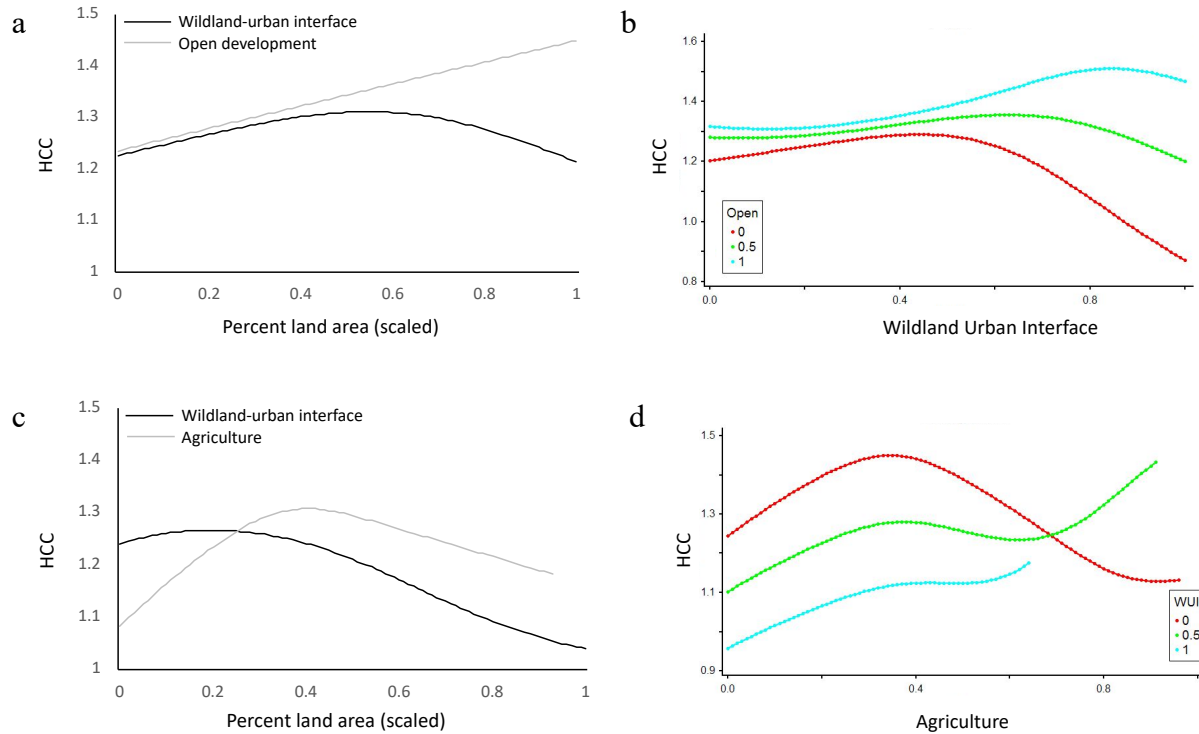 a
1.5
1.4
1.3
1.2
1.1
1
HCC
Wildland-urban interface
Open development
0 0.2 0.4 0.6 0.8 1
Percent land area (scaled)
b
1.6
1.4
1.2
1.0
0.8
HCC
Open
0
0.5
1
0.0 0.4 0.8
Wildland Urban Interface
c
1.5
1.4
1.3
1.2
1.1
1
HCC
Wildland-urban interface
Agriculture
0 0.2 0.4 0.6 0.8 1
Percent land area (scaled)
d
1.5
1.3
1.1
0.9
HCC
WUI
0
0.5
1
0.0 0.4 0.8
Agriculture